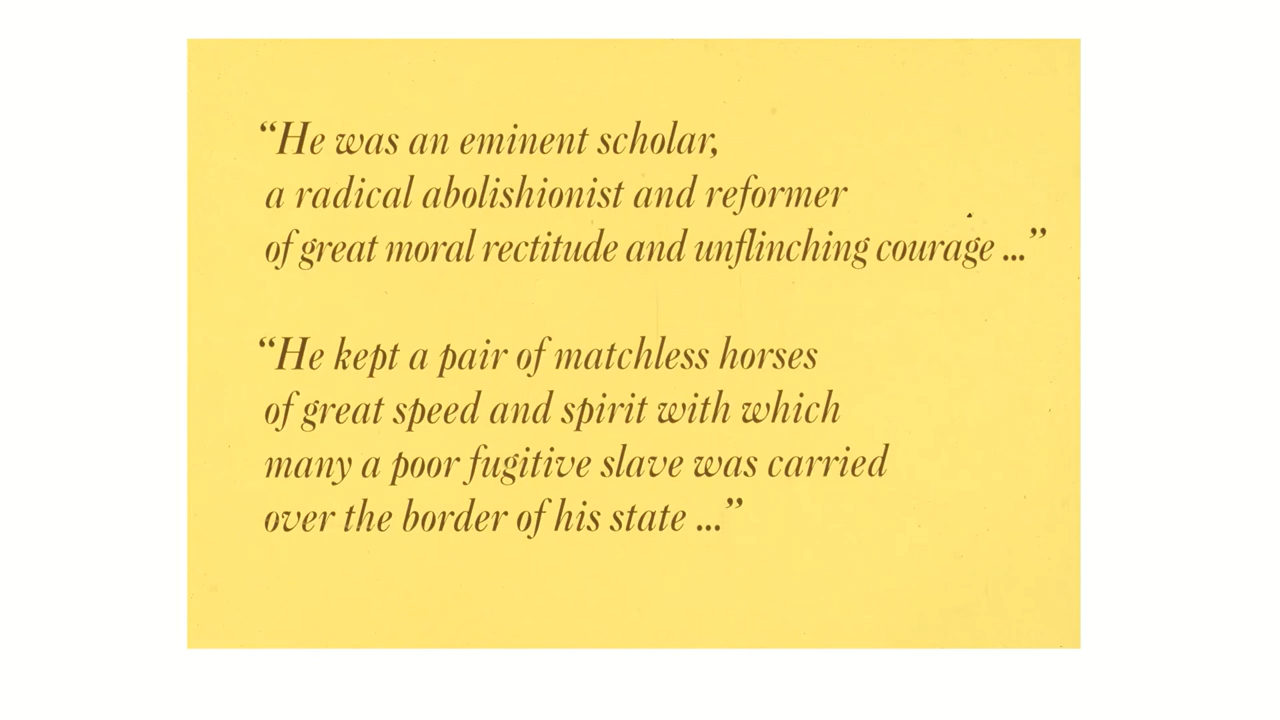 “He was an eminent scholar,
a radical abolishionist and reformer
of great moral rectitude and unflinching courage ...”
“He kept a pair of matchless horses
of great speed and spirit with which
many a poor fugitive slave was carried
over the border of his state ...”